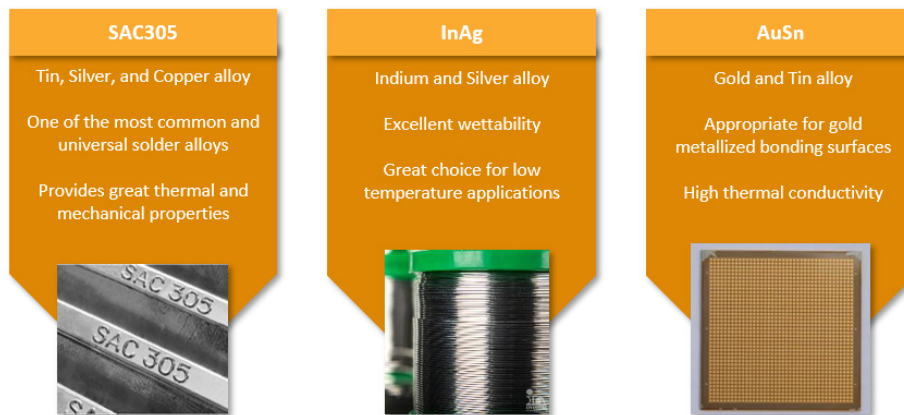 SAC305
Tin, Silver, and Copper alloy
One of the most common and
universal solder alloys
Provides great thermal and
mechanical properties
SAC 305
SAC 305
InAg
Indium and Silver alloy
Excellent wettability
Great choice for low
temperature applications
AuSn
Gold and Tin alloy
Appropriate for gold
metallized bonding surfaces
High thermal conductivity